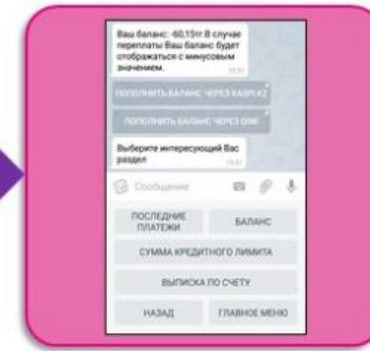 Ваш баланс: -60,15тг.В случае
переплаты Ваш баланс будет
отображаться с минусовым
значением.
ПОПОЛНИТЬ БАЛАНС ЧЕРЕЗ KASPI.KZ
ПОПОЛНИТЬ БАЛАНС ЧЕРЕЗ QIWI
Выберите интересующий Вас
раздел
Сообщение
ПОСЛЕДНИЕ
ПЛАТЕЖИ
БАЛАНС
СУММА КРЕДИТНОГО ЛИМИТА
ВЫПИСКА ПО СЧЕТУ
НАЗАД
ГЛАВНОЕ МЕНЮ